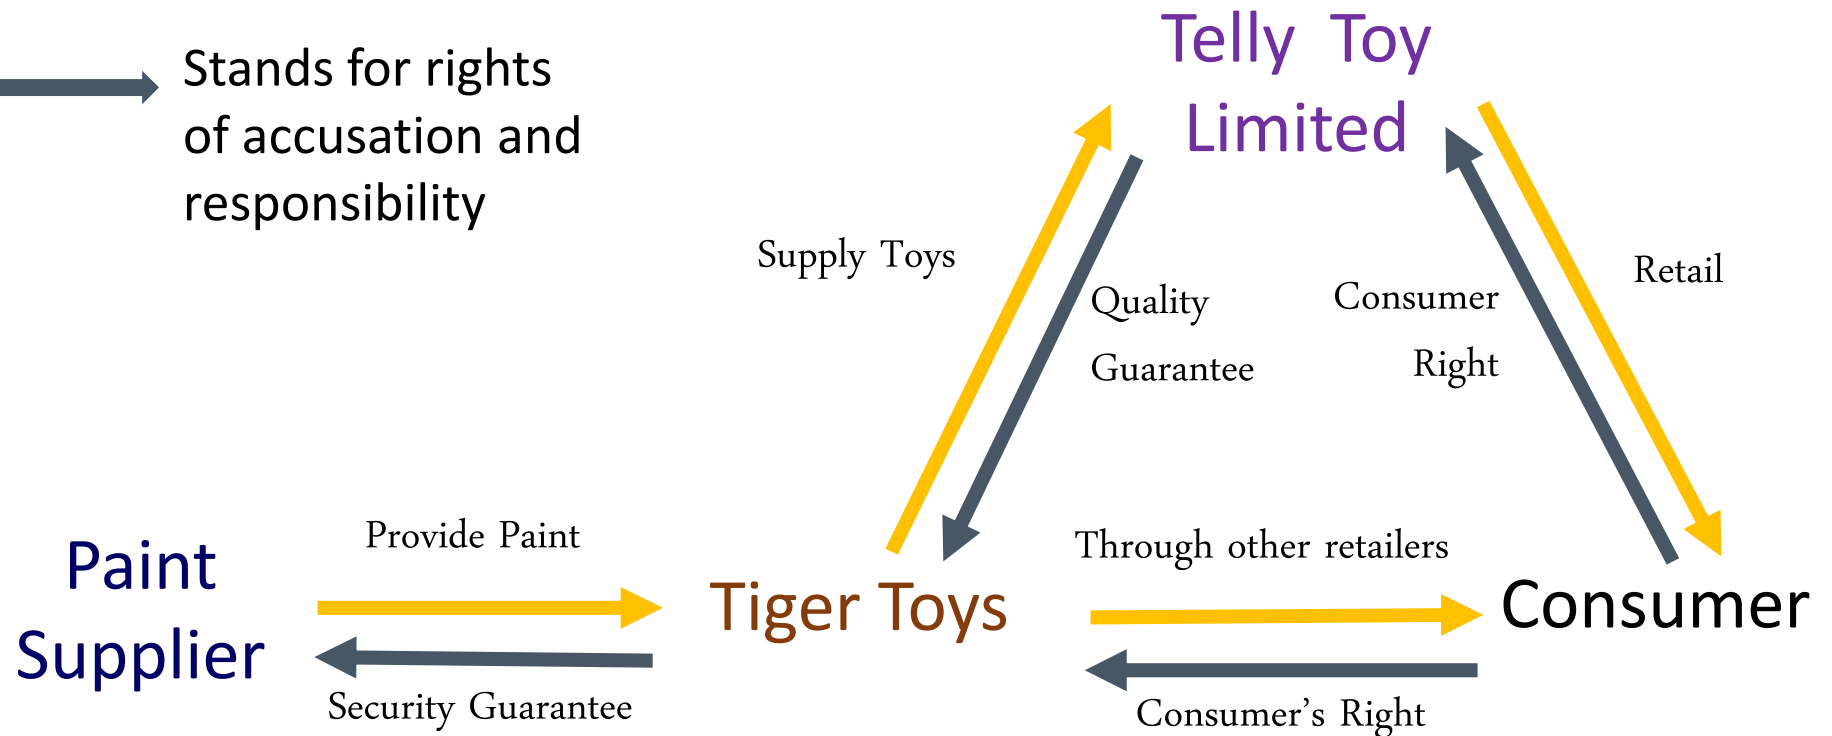 Stands for rights
of accusation and
responsibility
Telly Toy
Limited
Supply Toys
Quality
Guarantee
Consumer
Right
Retail
Paint
Supplier
Provide Paint
Security Guarantee
Tiger Toys
Through other retailers
Consumer’s Right
Consumer